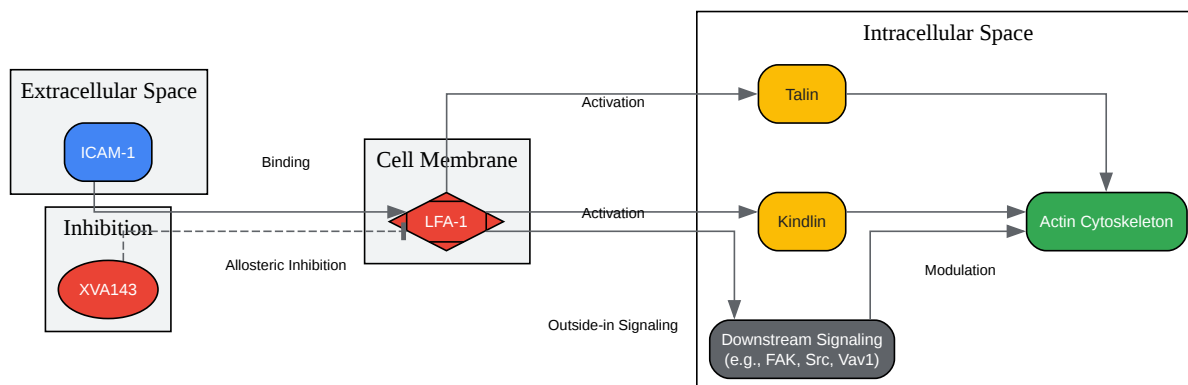 Intracellular Space
Extracellular Space
Talin
Activation
ICAM-1
Binding
Cell Membrane
Inhibition
LFA-1
Activation
Kindlin
Actin Cytoskeleton
Allosteric Inhibition
Modulation
XVA143
Outside-in Signaling
Downstream Signaling
(e.g., FAK, Src, Vav1)